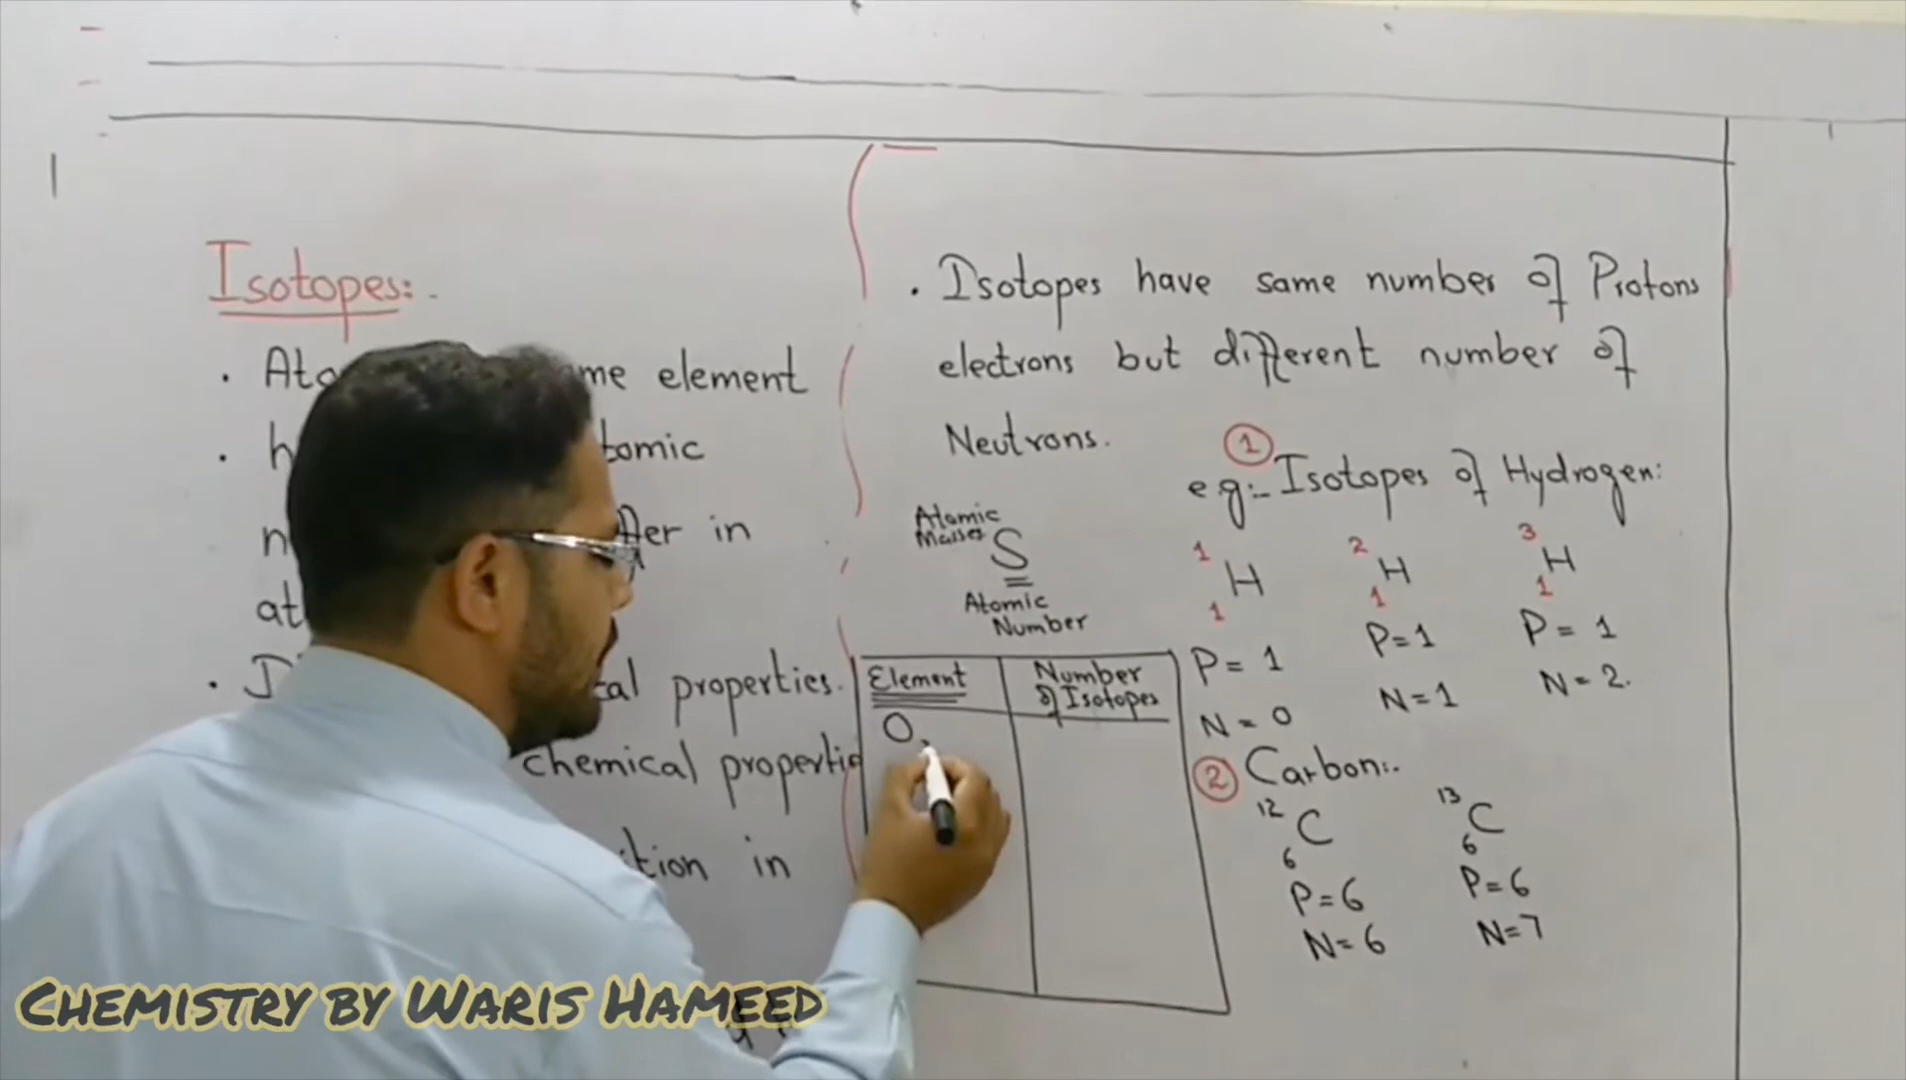 Isotopes:
me element
tomic
in
at
cal properties.
chemical properti
tion in
. Isotopes have same number of Protons
electrons but different number of
Neutrons.
①
e.g:- Isotopes of Hydrogen:
Atomic
Masses
S
Atomic
Number
1 H 1
2 H 1
3 H 1
P = 1
P=1
P = 1
N = 0
N=1
N = 2.
Element
Number
of Isotopes
O
② Carbon:-
12 C 6
13 C 6
P=6
P=6
N=6
N=7
Chemistry by Waris Hameed